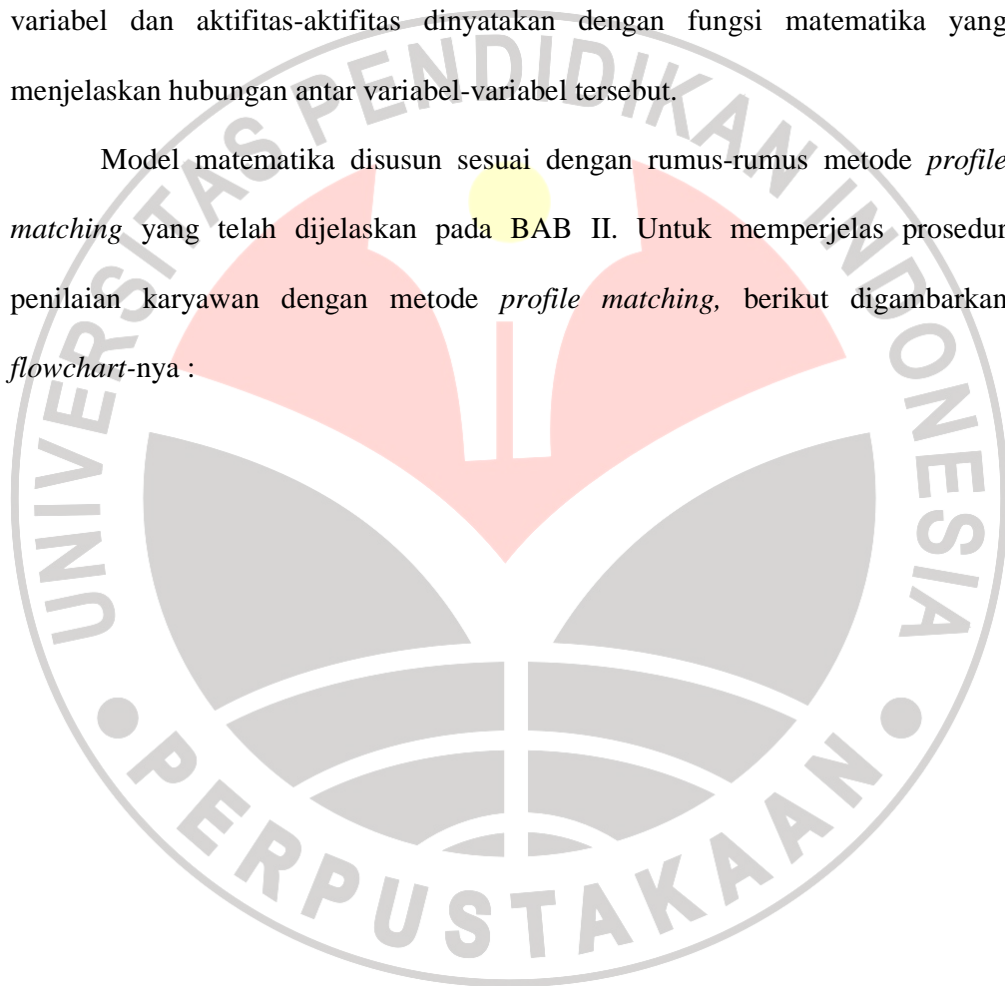 variabel dan aktifitas-aktifitas dinyatakan dengan fungsi matematika yang
menjelaskan hubungan antar variabel-variabel tersebut.
Model matematika disusun sesuai dengan rumus-rumus metode profile
matching yang telah dijelaskan pada BAB II. Untuk memperjelas prosedur
penilaian karyawan dengan metode profile matching, berikut digambarkan
flowchart-nya :
UNIVERSITAS PENDIDIKAN INDONESIA
PERPUSTAKAAN